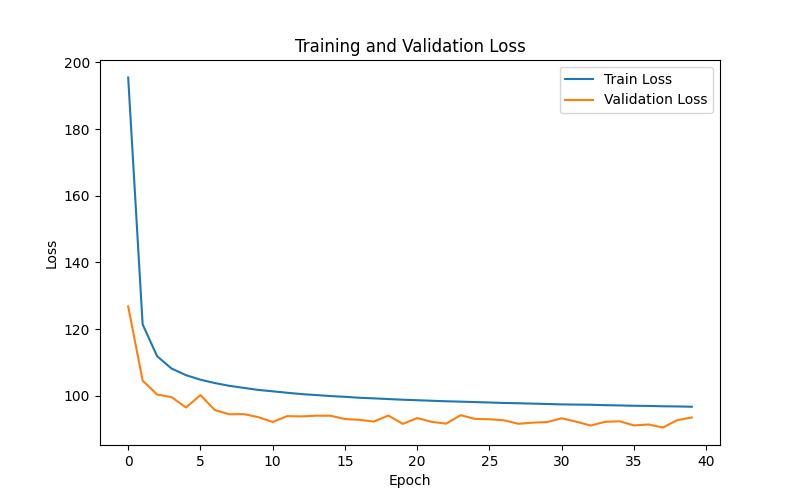 Training and Validation Loss
Train Loss
Validation Loss
200
180
160
140
120
100
Loss
0 5 10 15 20 25 30 35 40
Epoch